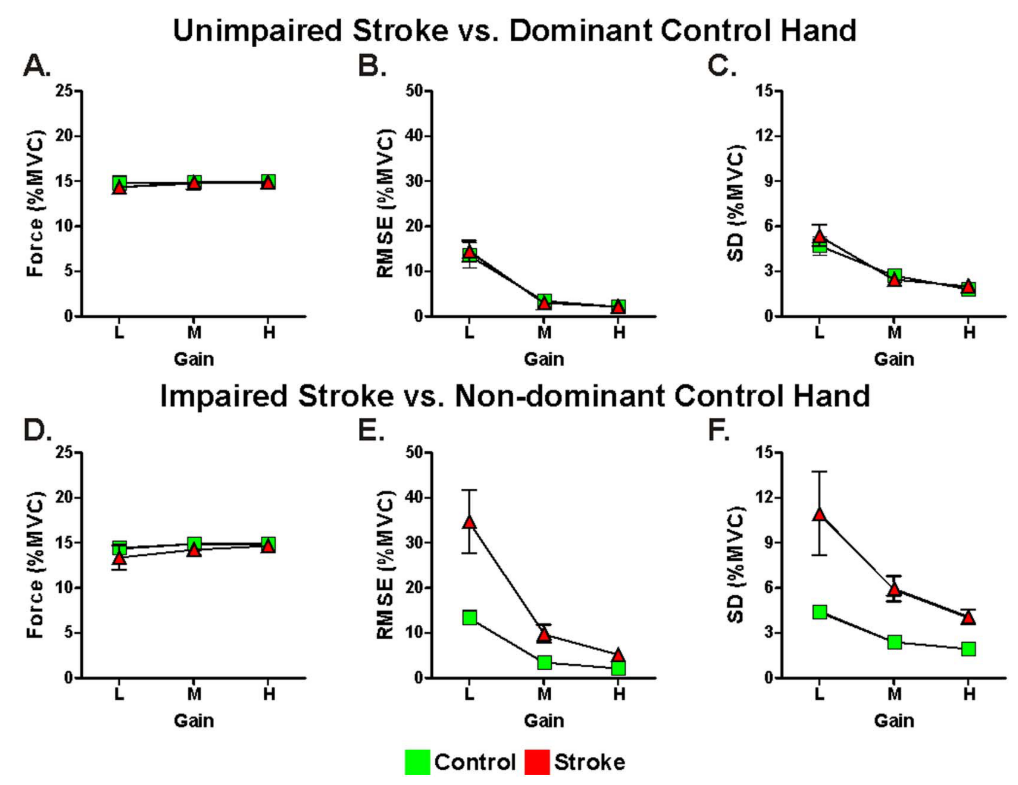 Unimpaired Stroke vs. Dominant Control Hand
A. B. C.
25 50 15
20 40 12
15 30 9
10 20 6
5 10 3
0 0 0
Force (%MVC) RMSE (%MVC) SD (%MVC)
L M H L M H L M H
Gain Gain Gain
Impaired Stroke vs. Non-dominant Control Hand
D. E. F.
25 50 15
20 40 12
15 30 9
10 20 6
5 10 3
0 0 0
Force (%MVC) RMSE (%MVC) SD (%MVC)
L M H L M H L M H
Gain Gain Gain
Control Stroke